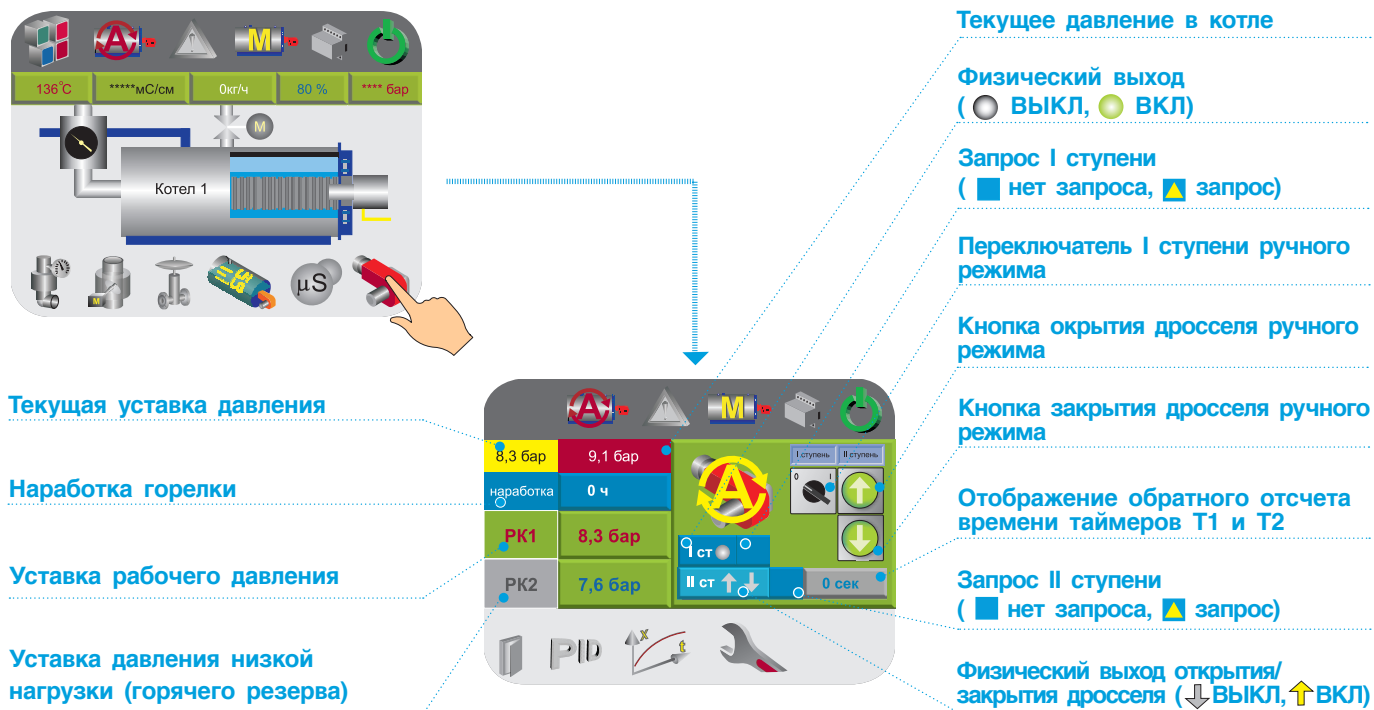 A
M
136°C
*****мС/см
0кг/ч
80 %
**** бар
M
Котел 1
M
µS
Текущая уставка давления
Наработка горелки
Уставка рабочего давления
Уставка давления низкой
нагрузки (горячего резерва)
A
M
8,3 бар
9,1 бар
наработка
0 ч
РК1
8,3 бар
РК2
7,6 бар
A
I ступень
II ступень
0
I
I ст
II ст
0 сек
PID
x
t
Текущее давление в котле
Физический выход
( ВЫКЛ, ВКЛ)
Запрос I ступени
( нет запроса, запрос)
Переключатель I ступени ручного
режима
Кнопка окрытия дросселя ручного
режима
Кнопка закрытия дросселя ручного
режима
Отображение обратного отсчета
времени таймеров Т1 и Т2
Запрос II ступени
( нет запроса, запрос)
Физический выход открытия/
закрытия дросселя (⇩ВЫКЛ,⇧ВКЛ)